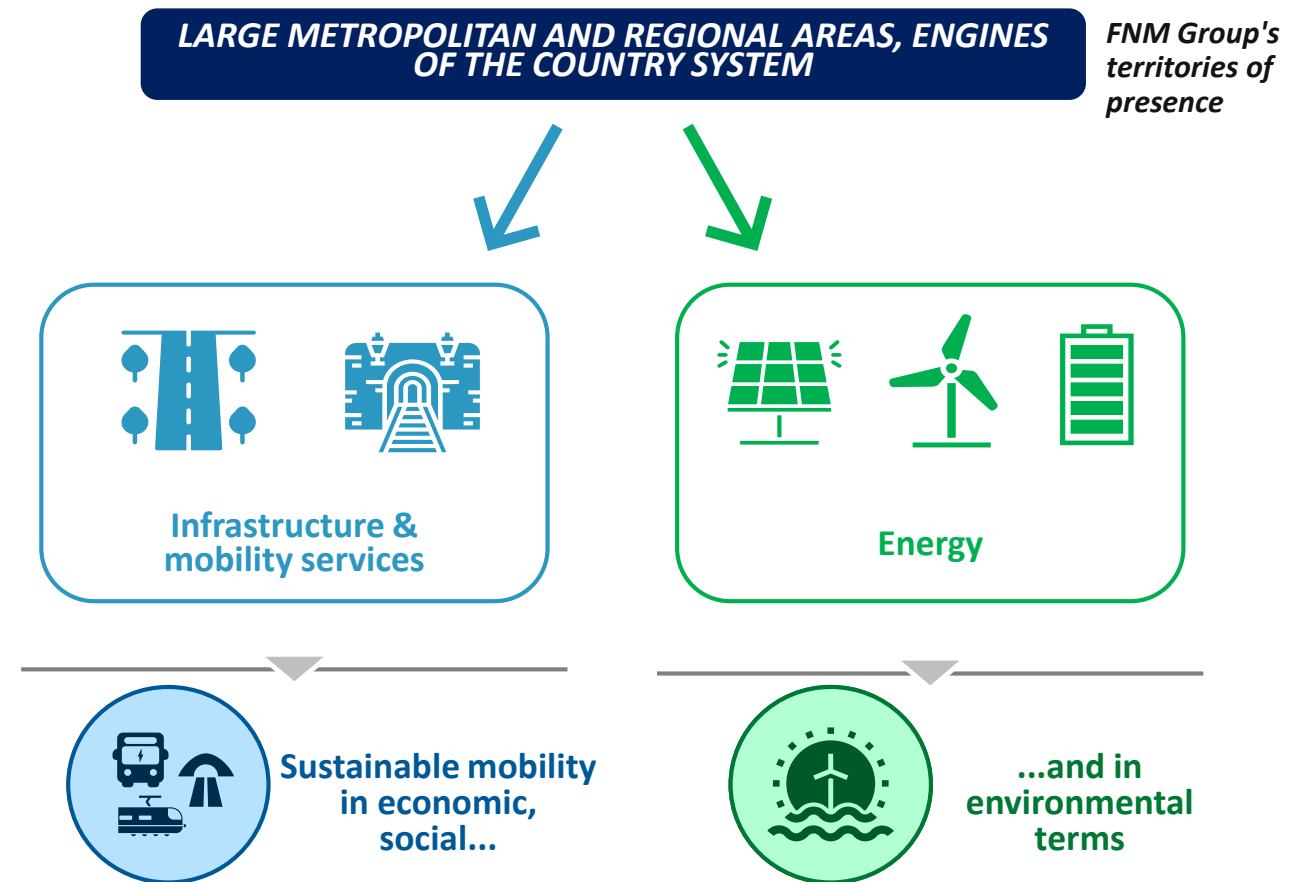 LARGE METROPOLITAN AND REGIONAL AREAS, ENGINES
OF THE COUNTRY SYSTEM
FNM Group's
territories of
presence
Infrastructure &
mobility services
Energy
Sustainable mobility
in economic,
social...
...and in
environmental
terms